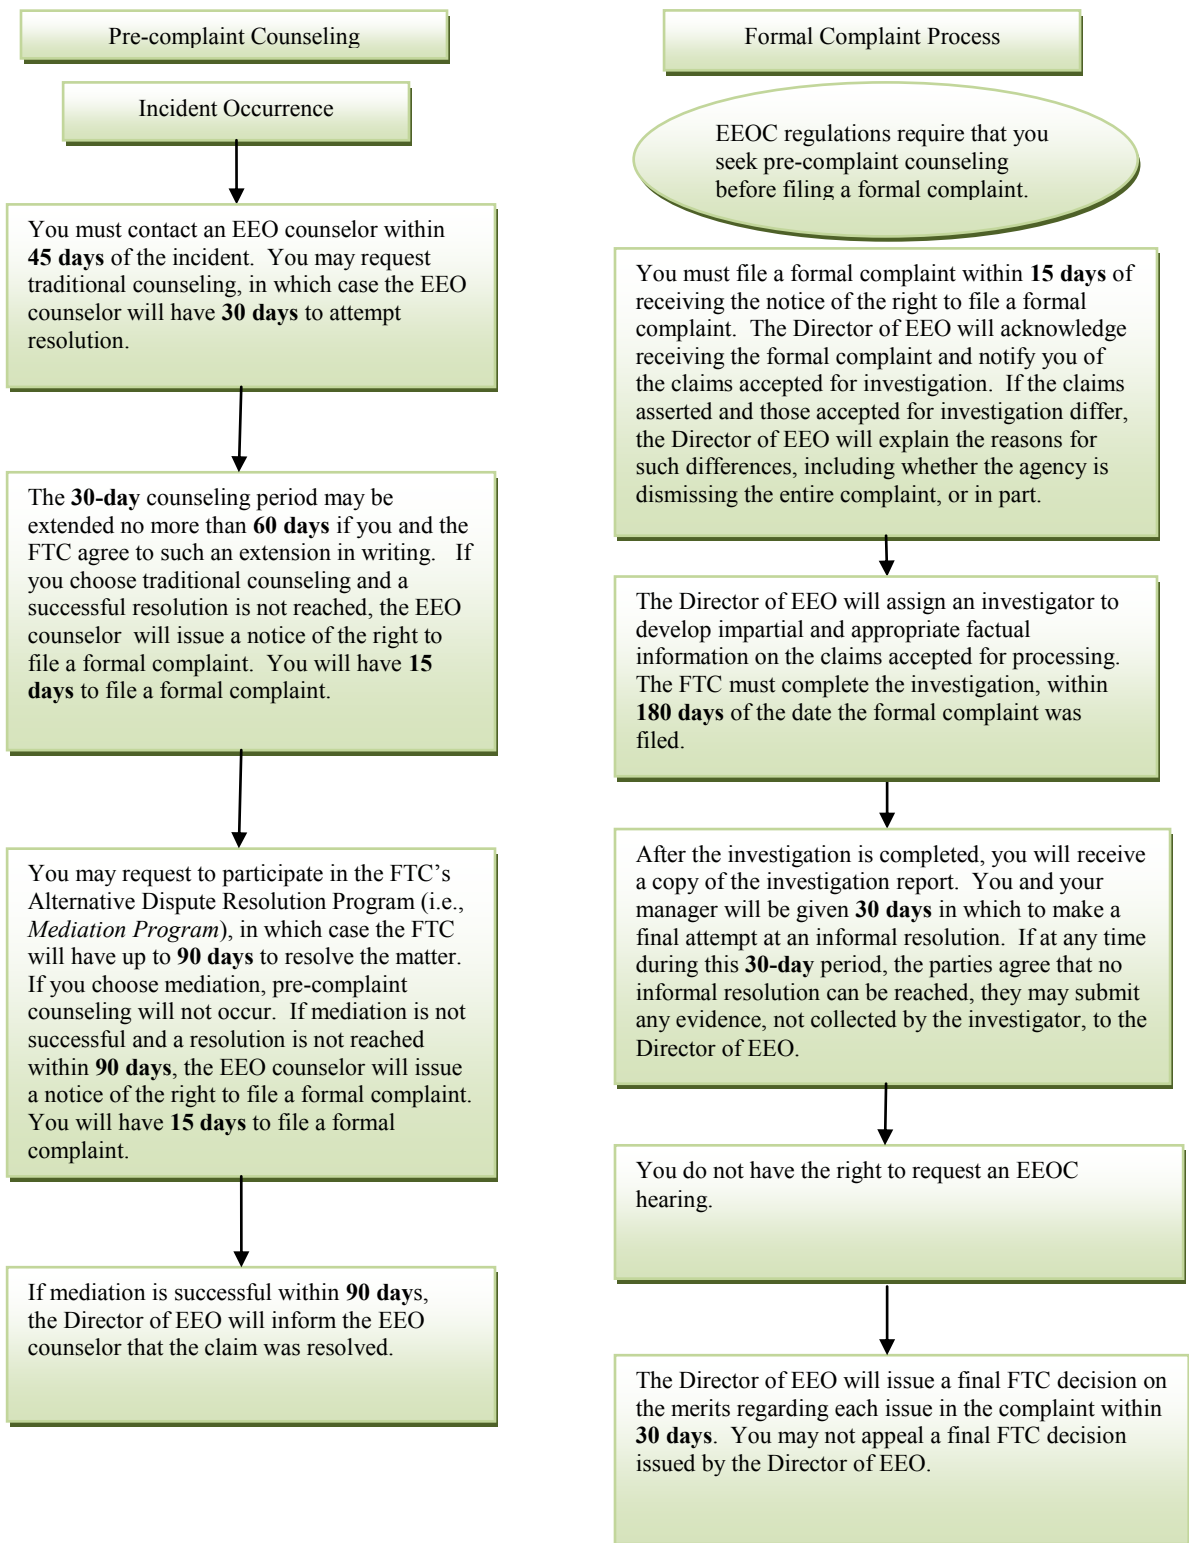 Pre-complaint Counseling
Incident Occurrence
You must contact an EEO counselor within
45 days of the incident.  You may request
traditional counseling, in which case the EEO
counselor will have 30 days to attempt
resolution.
The 30-day counseling period may be
extended no more than 60 days if you and the
FTC agree to such an extension in writing.   If
you choose traditional counseling and a
successful resolution is not reached, the EEO
counselor  will issue a notice of the right to
file a formal complaint.  You will have 15
days to file a formal complaint.
You may request to participate in the FTC’s
Alternative Dispute Resolution Program (i.e.,
Mediation Program), in which case the FTC
will have up to 90 days to resolve the matter.
If you choose mediation, pre-complaint
counseling will not occur.  If mediation is not
successful and a resolution is not reached
within 90 days, the EEO counselor will issue
a notice of the right to file a formal complaint.
You will have 15 days to file a formal
complaint.
If mediation is successful within 90 days,
the Director of EEO will inform the EEO
counselor that the claim was resolved.
Formal Complaint Process
EEOC regulations require that you
seek pre-complaint counseling
before filing a formal complaint.
You must file a formal complaint within 15 days of
receiving the notice of the right to file a formal
complaint.  The Director of EEO will acknowledge
receiving the formal complaint and notify you of
the claims accepted for investigation.  If the claims
asserted and those accepted for investigation differ,
the Director of EEO will explain the reasons for
such differences, including whether the agency is
dismissing the entire complaint, or in part.
The Director of EEO will assign an investigator to
develop impartial and appropriate factual
information on the claims accepted for processing.
The FTC must complete the investigation, within
180 days of the date the formal complaint was
filed.
After the investigation is completed, you will receive
a copy of the investigation report.  You and your
manager will be given 30 days in which to make a
final attempt at an informal resolution.  If at any time
during this 30-day period, the parties agree that no
informal resolution can be reached, they may submit
any evidence, not collected by the investigator, to the
Director of EEO.
You do not have the right to request an EEOC
hearing.
The Director of EEO will issue a final FTC decision on
the merits regarding each issue in the complaint within
30 days.  You may not appeal a final FTC decision
issued by the Director of EEO.